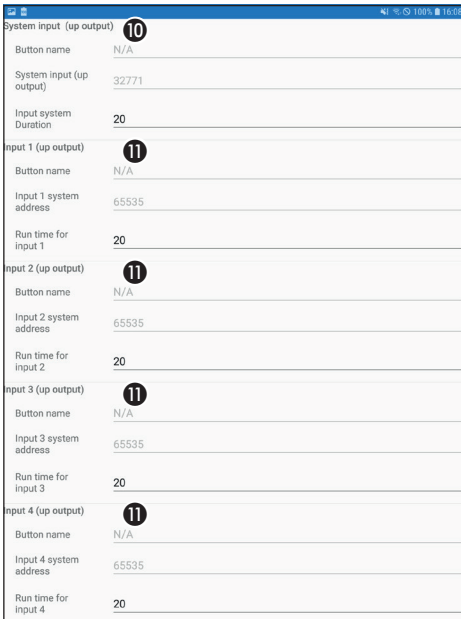 100% 16:08
System input (up output)
10
Button name
N/A
System input (up
output)
32771
Input system
Duration
20
Input 1 (up output)
11
Button name
N/A
Input 1 system
address
65535
Run time for
input 1
20
Input 2 (up output)
11
Button name
N/A
Input 2 system
address
65535
Run time for
input 2
20
Input 3 (up output)
11
Button name
N/A
Input 3 system
address
65535
Run time for
input 3
20
Input 4 (up output)
11
Button name
N/A
Input 4 system
address
65535
Run time for
input 4
20